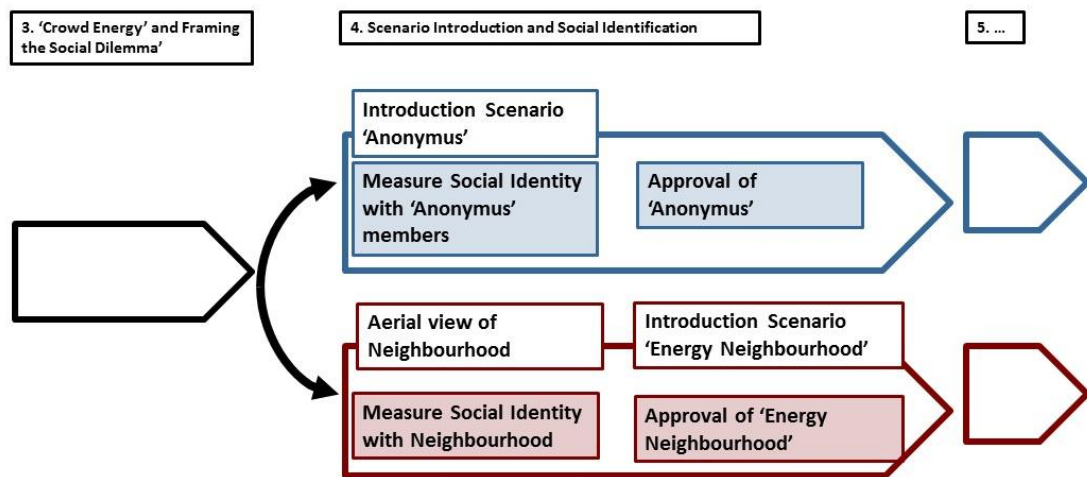 3. ‘Crowd Energy’ and Framing
the Social Dilemma’
4. Scenario Introduction and Social Identification
5. ...
Introduction Scenario
‘Anonymus’
Measure Social Identity
with ‘Anonymus’
members
Approval of
‘Anonymus’
Aerial view of
Neighbourhood
Introduction Scenario
‘Energy Neighbourhood’
Measure Social Identity
with Neighbourhood
Approval of ‘Energy
Neighbourhood’